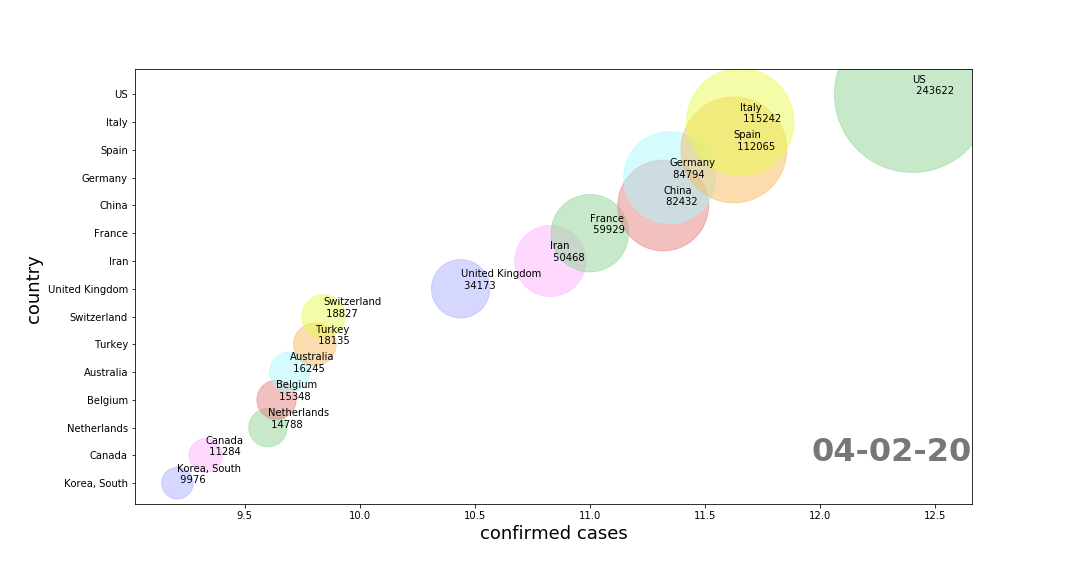 US
Italy
Spain
Germany
China
France
Iran
United Kingdom
Switzerland
Turkey
Australia
Belgium
Netherlands
Canada
Korea, South
country
US
243622
Italy
115242
Spain
112065
Germany
84794
China
82432
France
59929
Iran
50468
United Kingdom
34173
Switzerland
18827
Turkey
18135
Australia
16245
Belgium
15348
Netherlands
14788
Canada
11284
Korea, South
9976
04-02-20
9.5 10.0 10.5 11.0 11.5 12.0 12.5
confirmed cases